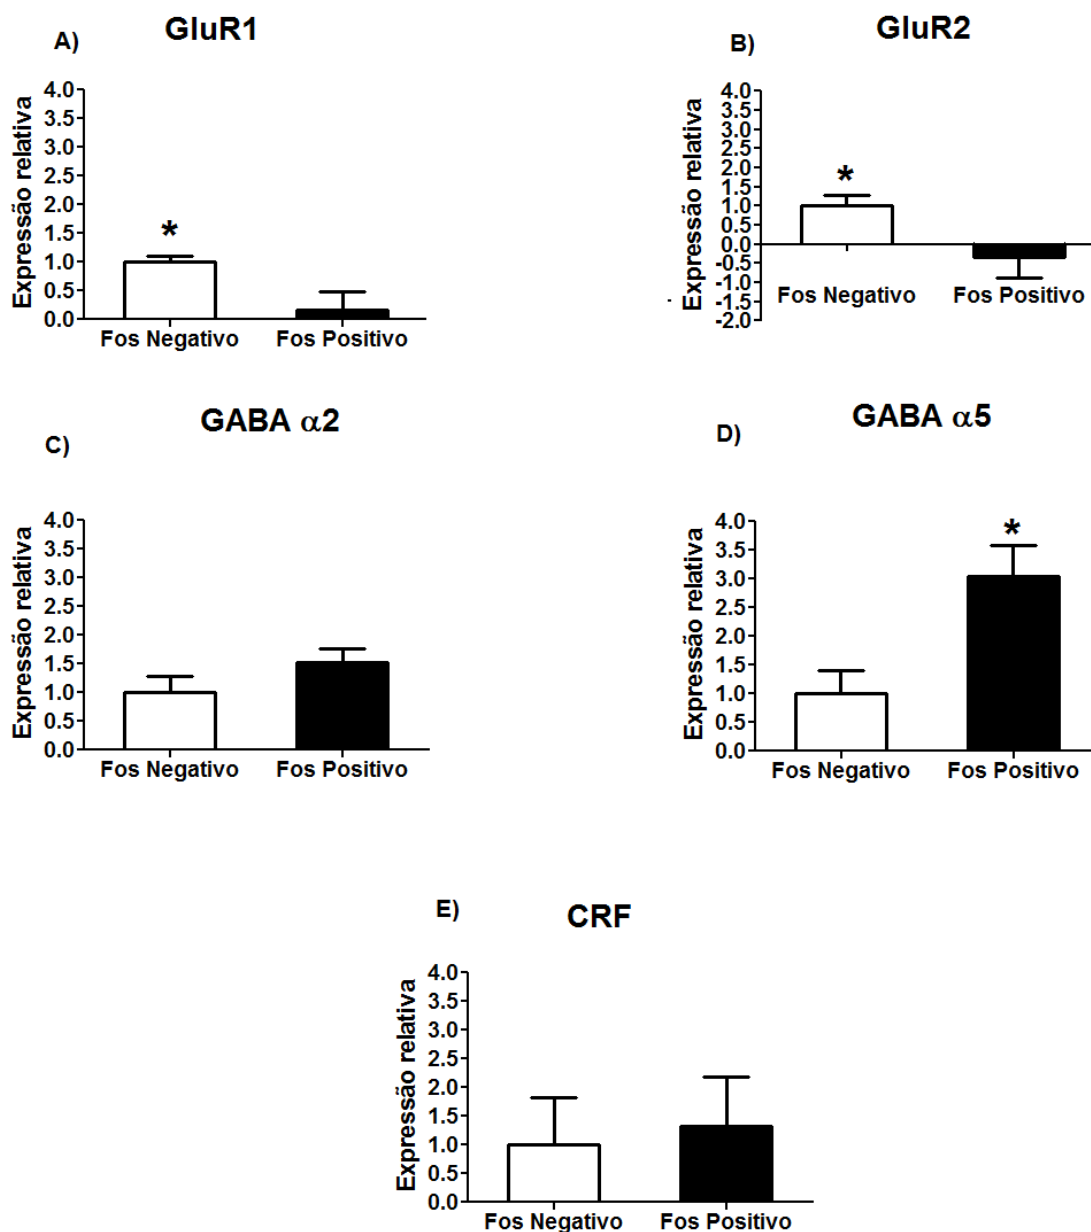 A)
GluR1
Expressão relativa
4.0
3.5
3.0
2.5
2.0
1.5
1.0
0.5
0.0
*
Fos Negativo Fos Positivo
B)
GluR2
Expressão relativa
4.0
3.5
3.0
2.5
2.0
1.5
1.0
0.5
0.0
-0.5
-1.0
-1.5
-2.0
*
Fos Negativo Fos Positivo
C)
GABA α2
Expressão relativa
4.0
3.5
3.0
2.5
2.0
1.5
1.0
0.5
0.0
Fos Negativo Fos Positivo
D)
GABA α5
Expressão relativa
4.0
3.5
3.0
2.5
2.0
1.5
1.0
0.5
0.0
*
Fos Negativo Fos Positivo
E)
CRF
Expressão relativa
4.0
3.5
3.0
2.5
2.0
1.5
1.0
0.5
0.0
Fos Negativo Fos Positivo